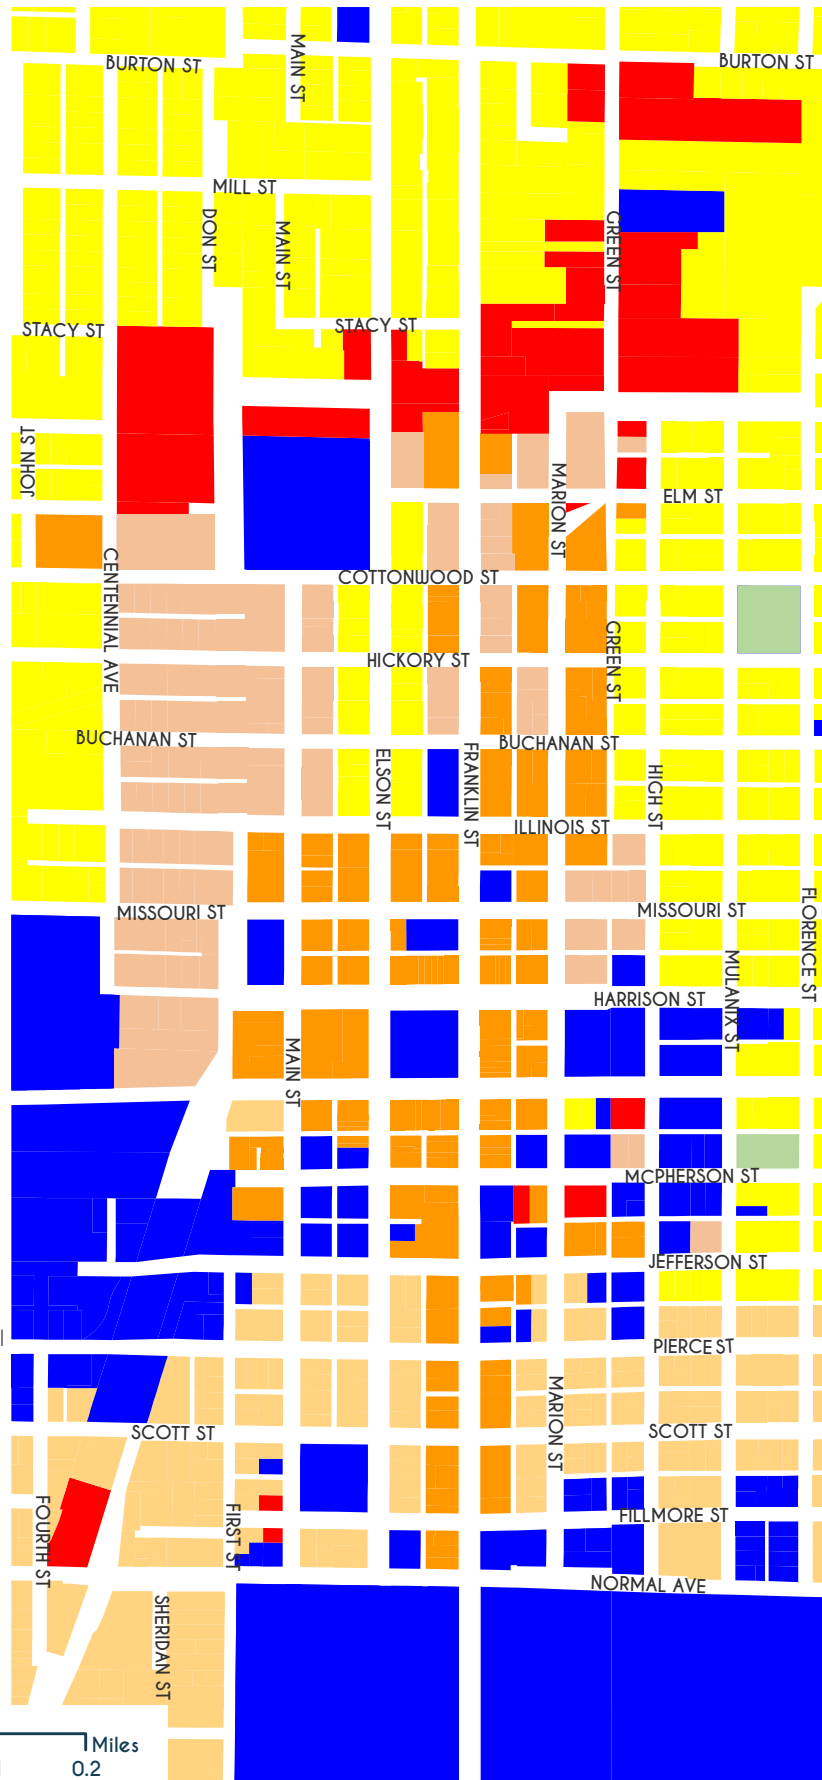 BURTON ST
MAIN ST
BURTON ST
MILL ST
DON ST
MAIN ST
GREEN ST
STACY ST
STACY ST
JOHN ST
MARION ST
ELM ST
CENTENNIAL AVE
COTTONWOOD ST
GREEN ST
HICKORY ST
BUCHANAN ST
BUCHANAN ST
ELSON ST
FRANKLIN ST
HIGH ST
ILLINOIS ST
MISSOURI ST
MISSOURI ST
FLORENCE ST
MULANIX ST
HARRISON ST
MAIN ST
MCPHERSON ST
JEFFERSON ST
PIERCE ST
MARION ST
SCOTT ST
SCOTT ST
FOURTH ST
FIRST ST
FILLMORE ST
NORMAL AVE
SHERIDAN ST
Miles
0.2